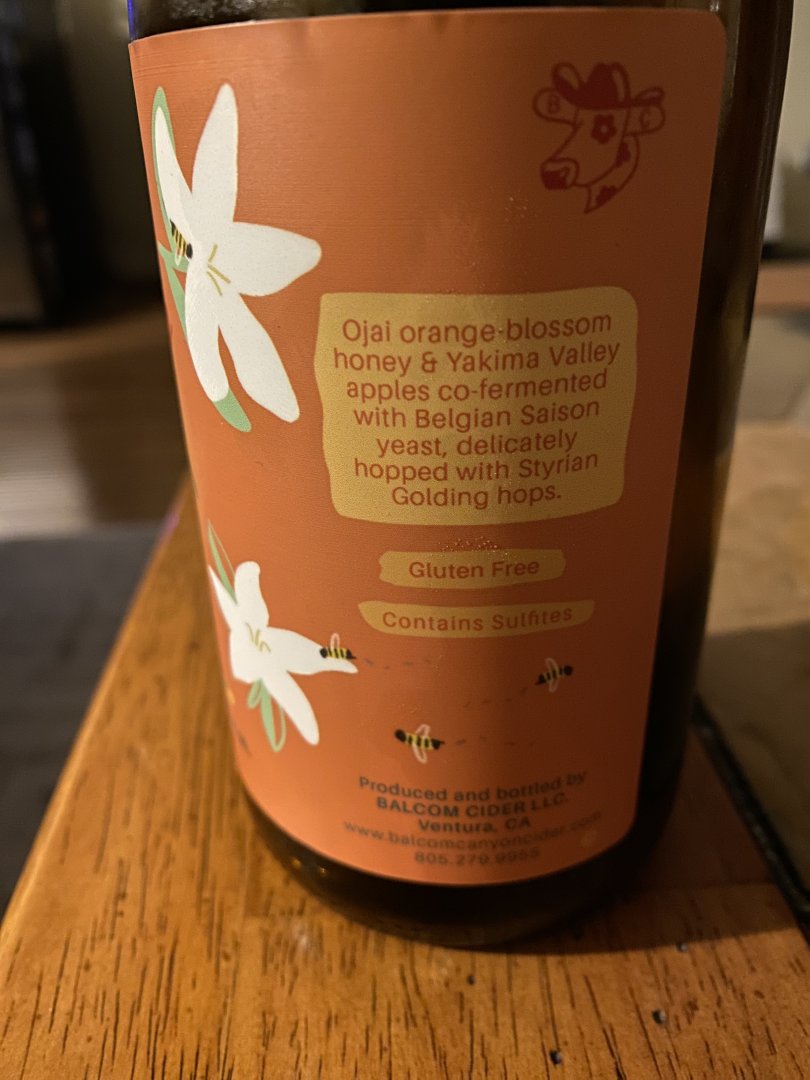 B C
Ojai orange-blossom
honey & Yakima Valley
apples co-fermented
with Belgian Saison
yeast, delicately
hopped with Styrian
Golding hops.
Gluten Free
Contains Sulfites
Produced and bottled by
BALCOM CIDER LLC.
Ventura, CA
www.balcomcanyoncider.com
805.279.9955